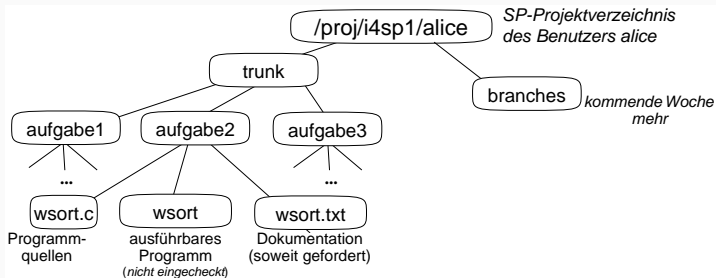 /proj/i4sp1/alice
SP-Projektverzeichnis
des Benutzers alice
trunk
branches
kommende Woche
mehr
aufgabe1
aufgabe2
aufgabe3
...
...
wsort.c
wsort
wsort.txt
Programm-
quellen
ausführbares
Programm
(nicht eingecheckt)
Dokumentation
(soweit gefordert)